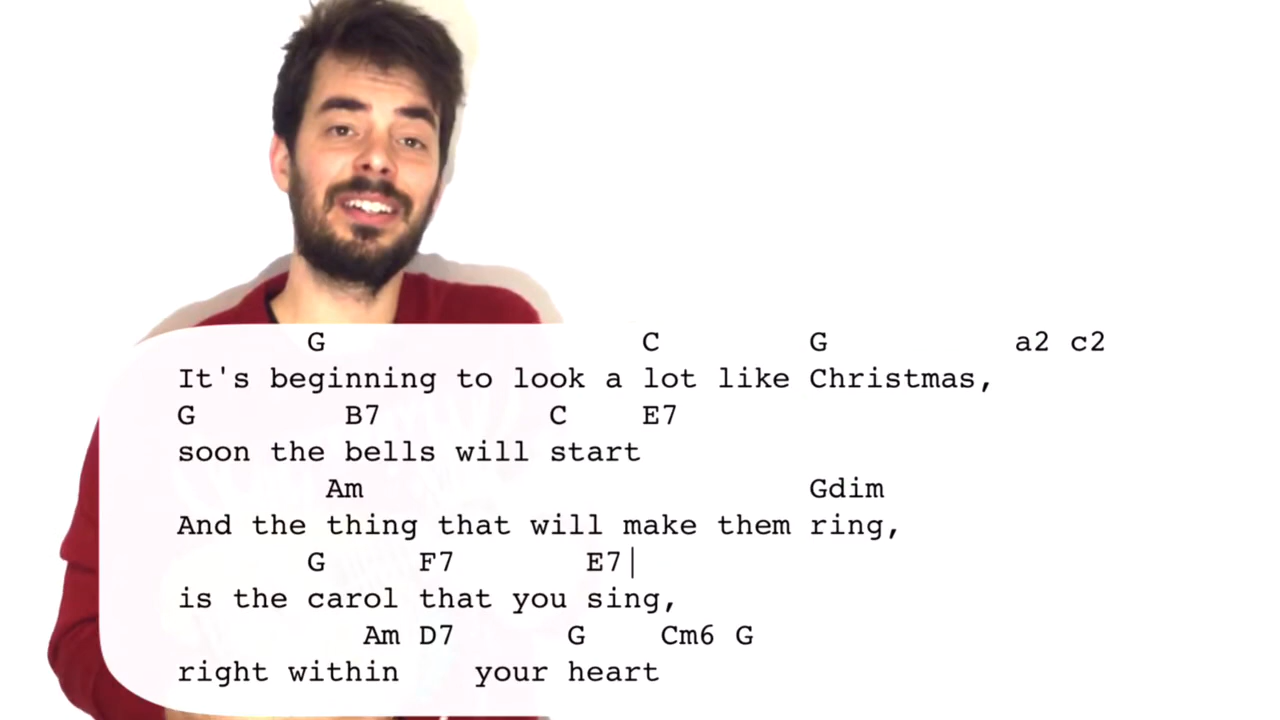 G C G a2 c2
It's beginning to look a lot like Christmas,
G B7 C E7
soon the bells will start
Am Gdim
And the thing that will make them ring,
G F7 E7|
is the carol that you sing,
Am D7 G Cm6 G
right within your heart